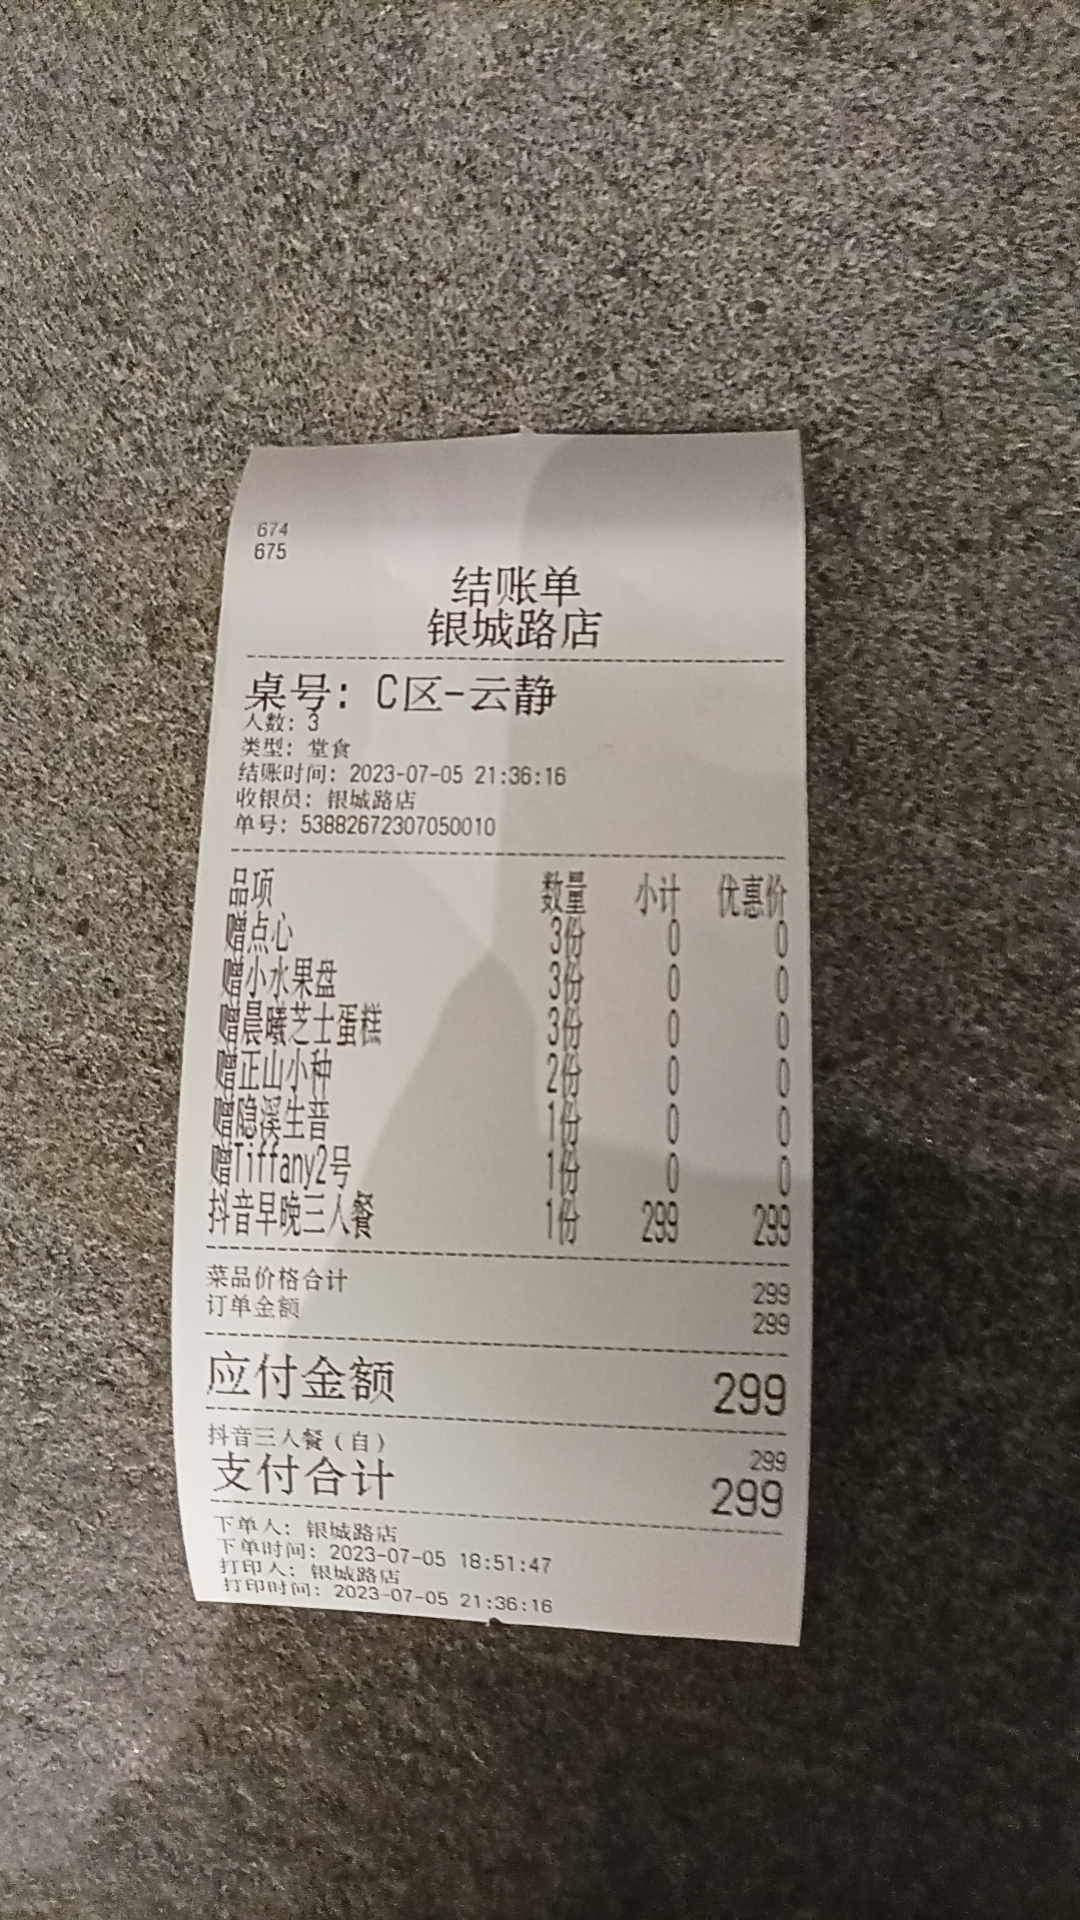 674
675
结账单
银城路店
桌号: C区-云静
人数: 3
类型: 堂食
结账时间: 2023-07-05 21:36:16
收银员: 银城路店
单号: 53882672307050010
品项 数量 小计 优惠价
赠点心 3份 0 0
赠小水果盘 3份 0 0
赠晨曦芝士蛋糕 3份 0 0
赠正山小种 2份 0 0
赠隐溪生普 1份 0 0
赠Tiffany2号 1份 0 0
抖音早晚三人餐 1份 299 299
菜品价格合计 299
订单金额 299
应付金额 299
抖音三人餐(自) 299
支付合计 299
下单人: 银城路店
下单时间: 2023-07-05 18:51:47
打印人: 银城路店
打印时间: 2023-07-05 21:36:16